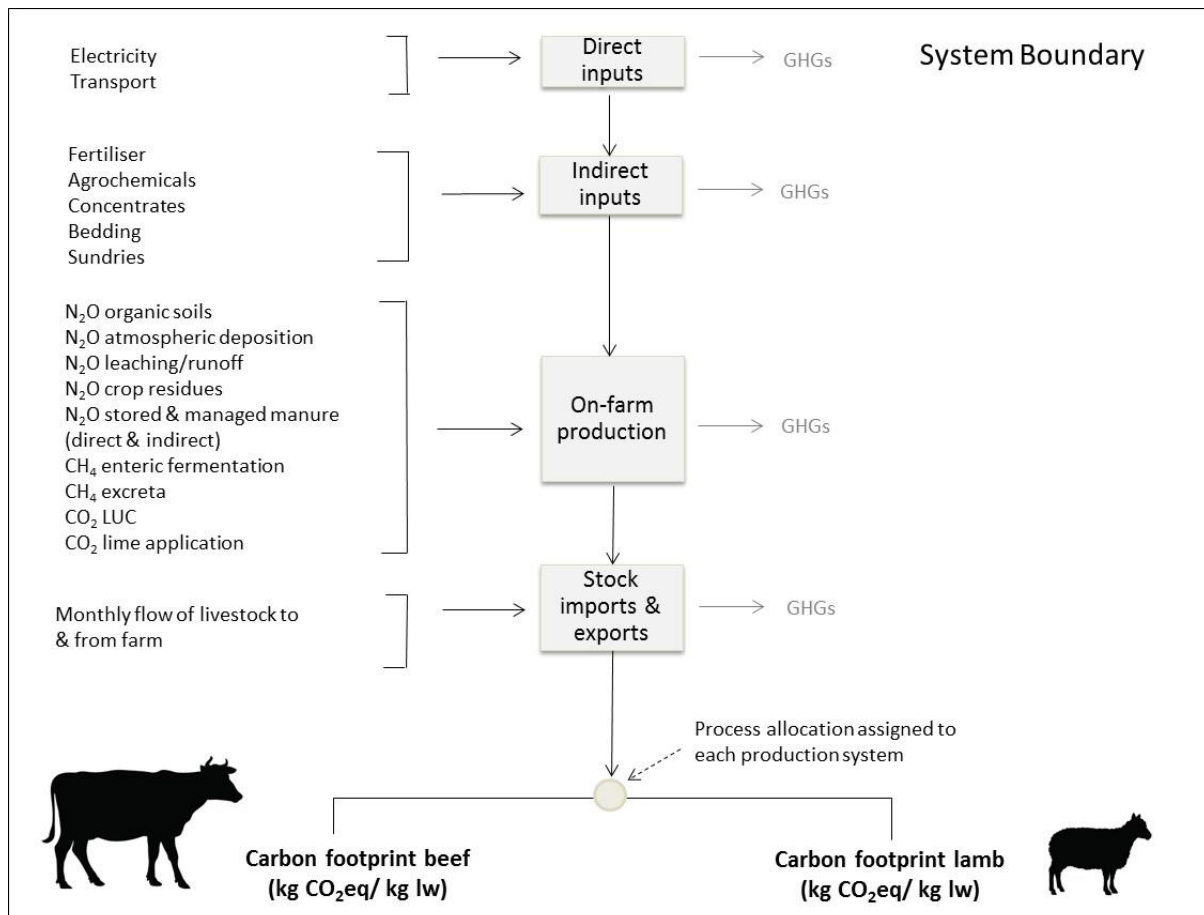 System Boundary
Electricity
Transport
Direct
inputs
GHGs
Fertiliser
Agrochemicals
Concentrates
Bedding
Sundries
Indirect
inputs
GHGs
N₂O organic soils
N₂O atmospheric deposition
N₂O leaching/runoff
N₂O crop residues
N₂O stored & managed manure
(direct & indirect)
CH₄ enteric fermentation
CH₄ excreta
CO₂ LUC
CO₂ lime application
On-farm
production
GHGs
Monthly flow of livestock to
& from farm
Stock
imports &
exports
GHGs
Process allocation assigned to
each production system
Carbon footprint beef
(kg CO₂eq/ kg lw)
Carbon footprint lamb
(kg CO₂eq/ kg lw)